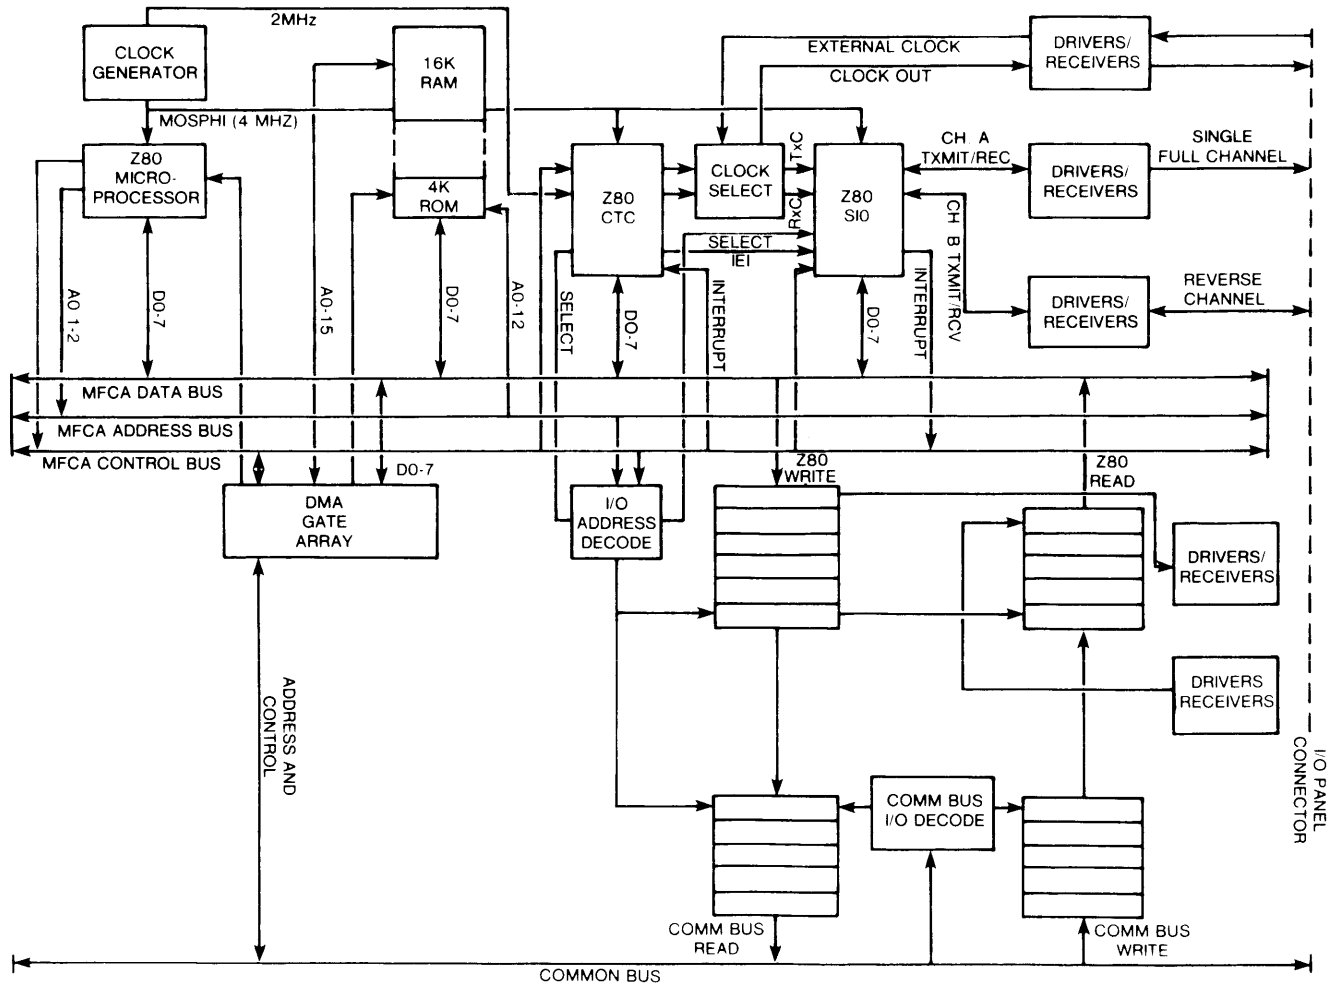 2MHz
CLOCK
GENERATOR
16K
RAM
EXTERNAL CLOCK
CLOCK OUT
DRIVERS/
RECEIVERS
MOSPHI (4 MHZ)
Z80
MICRO-
PROCESSOR
4K
ROM
Z80
CTC
CLOCK
SELECT
TxC
RxC
Z80
SIO
CH. A
TXMIT/REC
DRIVERS/
RECEIVERS
SINGLE
FULL CHANNEL
SELECT
IEI
CH B TXMIT/RCV
DRIVERS/
RECEIVERS
REVERSE
CHANNEL
A0 1-2
D0-7
A0-15
D0-7
A0-12
SELECT
D0-7
INTERRUPT
D0-7
INTERRUPT
MFCA DATA BUS
MFCA ADDRESS BUS
MFCA CONTROL BUS
D0-7
Z80
WRITE
Z80
READ
DMA
GATE
ARRAY
I/O
ADDRESS
DECODE
DRIVERS/
RECEIVERS
DRIVERS
RECEIVERS
ADDRESS AND
CONTROL
I/O PANEL
CONNECTOR
COMM BUS
I/O DECODE
COMM BUS
READ
COMM BUS
WRITE
COMMON BUS